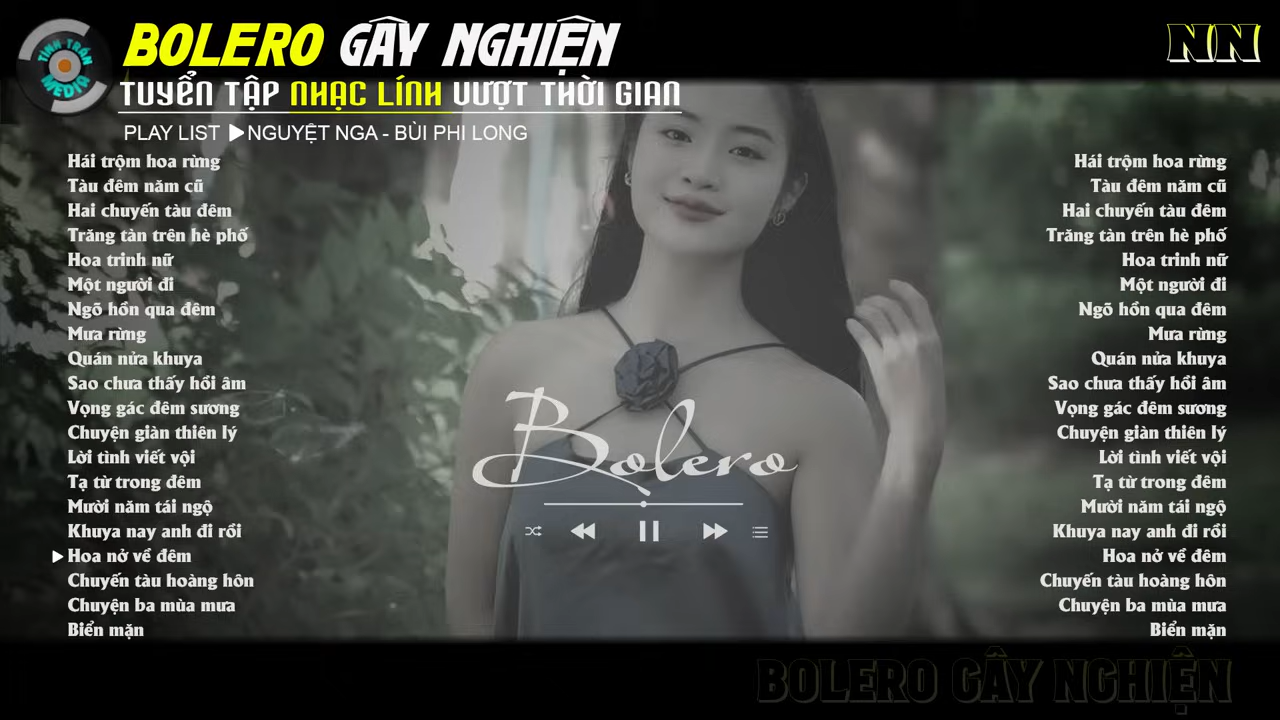 TÌNH TRẦN
MEDIA
BOLERO GÂY NGHIỆN
NN
TUYỂN TẬP NHẠC LÍNH VƯỢT THỜI GIAN
PLAY LIST NGUYỆT NGA - BÙI PHI LONG
Hái trộm hoa rừng
Tàu đêm năm cũ
Hai chuyến tàu đêm
Trăng tàn trên hè phố
Hoa trinh nữ
Một người đi
Ngõ hồn qua đêm
Mưa rừng
Quán nửa khuya
Sao chưa thấy hồi âm
Vọng gác đêm sương
Chuyện giàn thiên lý
Lời tình viết vội
Tạ từ trong đêm
Mười năm tái ngộ
Khuya nay anh đi rồi
Hoa nở về đêm
Chuyến tàu hoàng hôn
Chuyện ba mùa mưa
Biển mặn
Bolero
Hái trộm hoa rừng
Tàu đêm năm cũ
Hai chuyến tàu đêm
Trăng tàn trên hè phố
Hoa trinh nữ
Một người đi
Ngõ hồn qua đêm
Mưa rừng
Quán nửa khuya
Sao chưa thấy hồi âm
Vọng gác đêm sương
Chuyện giàn thiên lý
Lời tình viết vội
Tạ từ trong đêm
Mười năm tái ngộ
Khuya nay anh đi rồi
Hoa nở về đêm
Chuyến tàu hoàng hôn
Chuyện ba mùa mưa
Biển mặn
BOLERO GÂY NGHIỆN